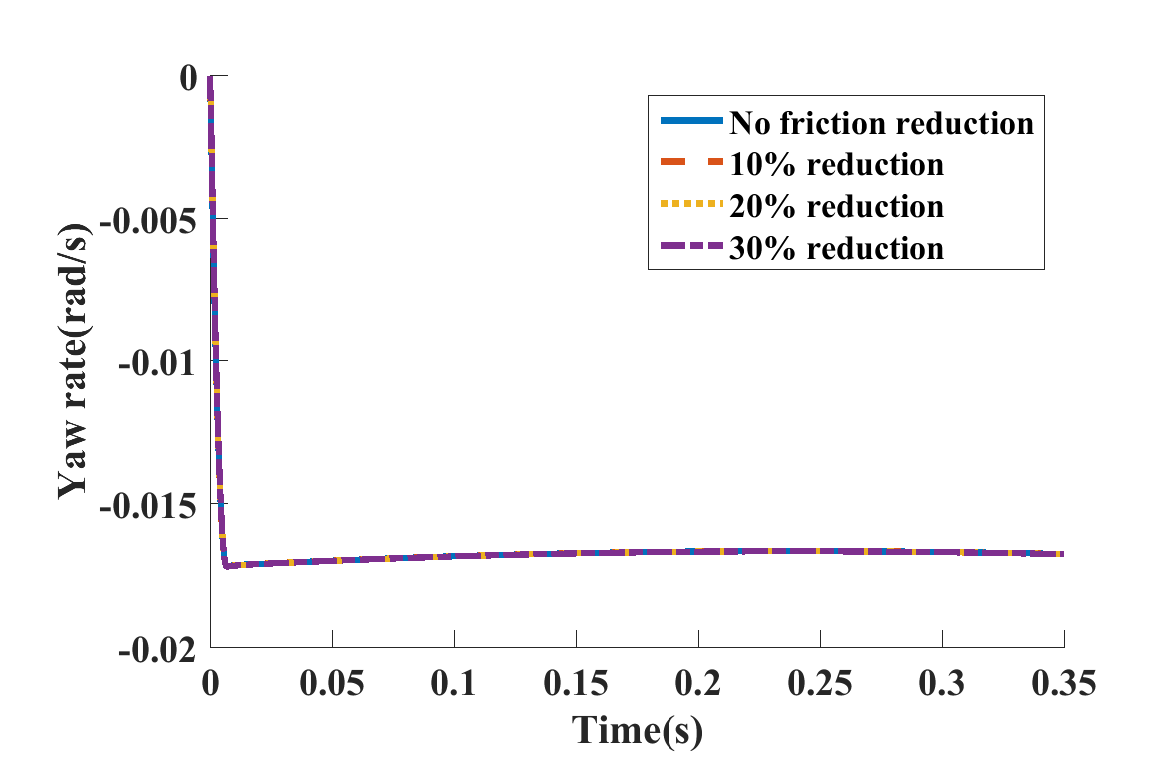 0
-0.005
-0.01
-0.015
-0.02
Yaw rate(rad/s)
No friction reduction
10% reduction
20% reduction
30% reduction
0 0.05 0.1 0.15 0.2 0.25 0.3 0.35
Time(s)